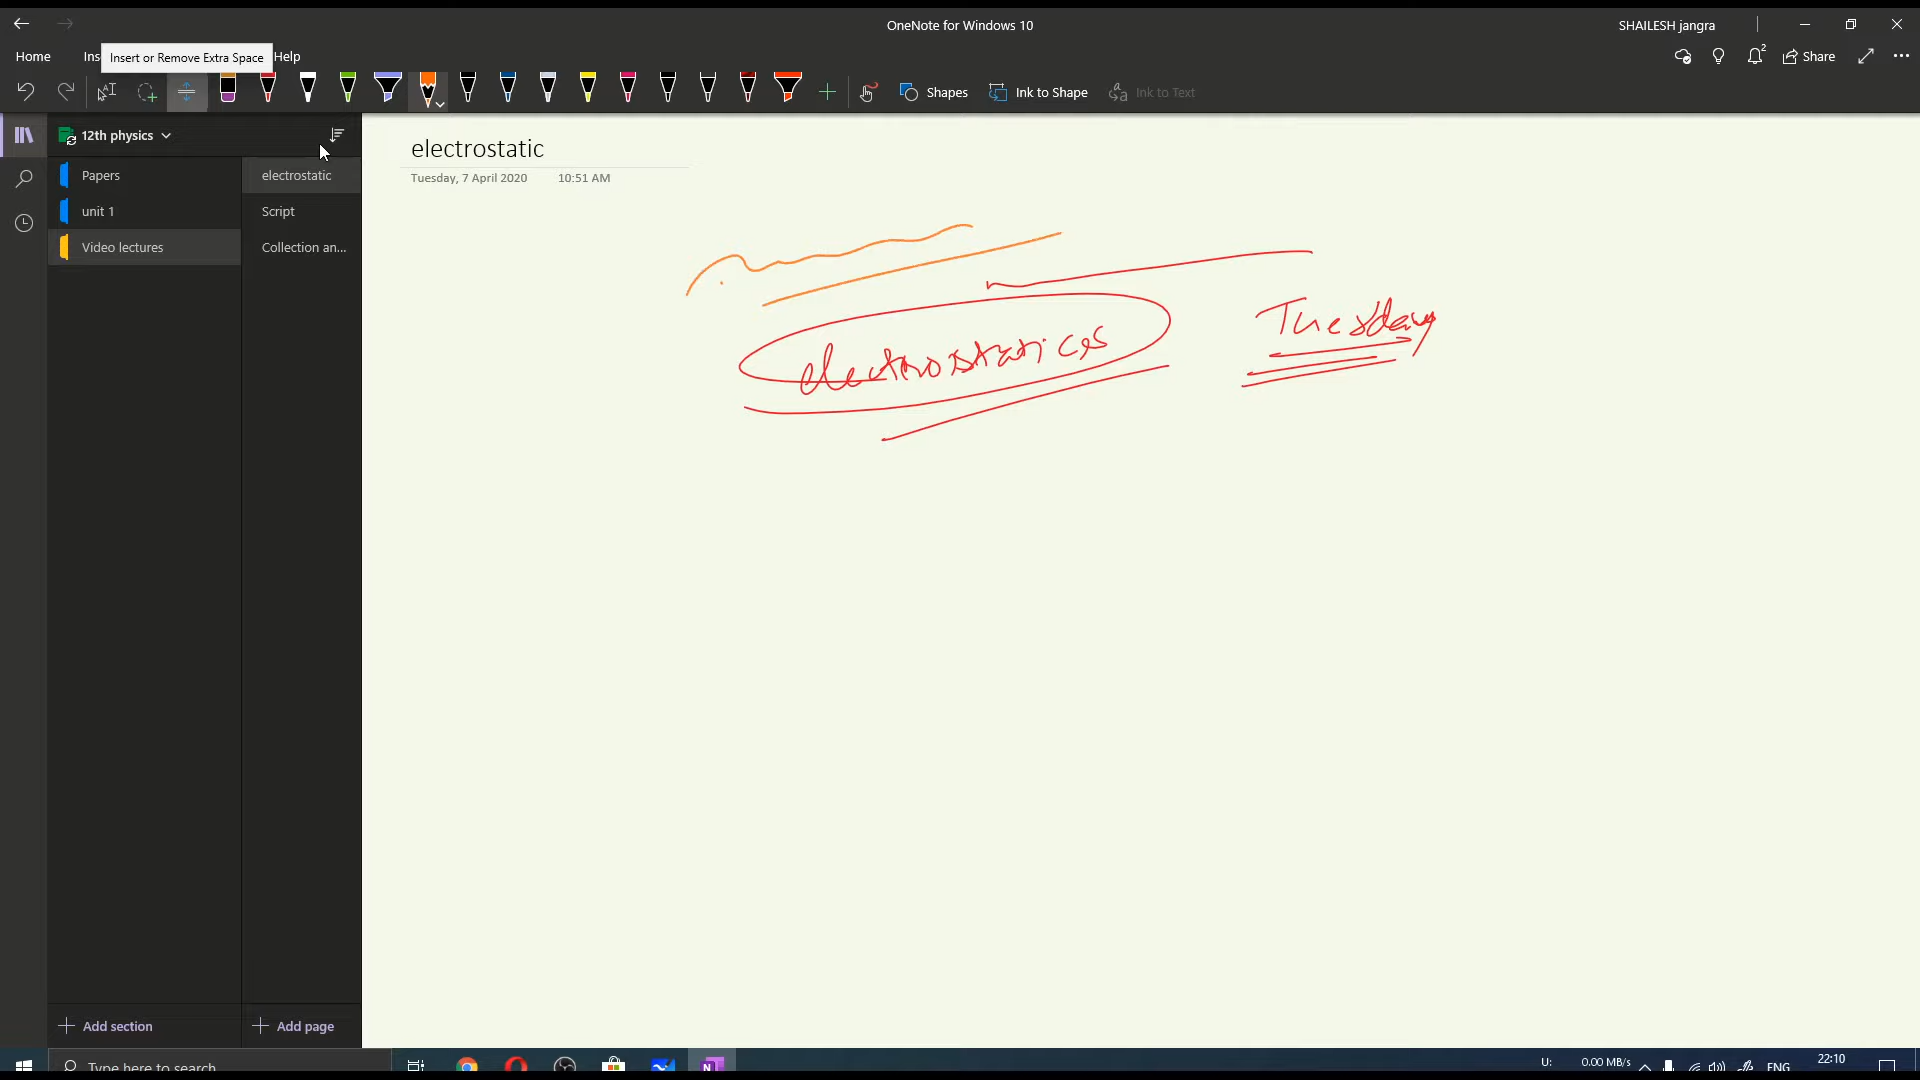 OneNote for Windows 10
SHAILESH jangra
Home Ins Insert or Remove Extra Space Help
2 Share
Shapes Ink to Shape Ink to Text
12th physics
Papers
unit 1
Video lectures
electrostatic
Script
Collection an...
electrostatic
Tuesday, 7 April 2020 10:51 AM
electrostatices
Tuesday
Add section
Add page
Type here to search
U: 0.00 MB/s ENG 22:10